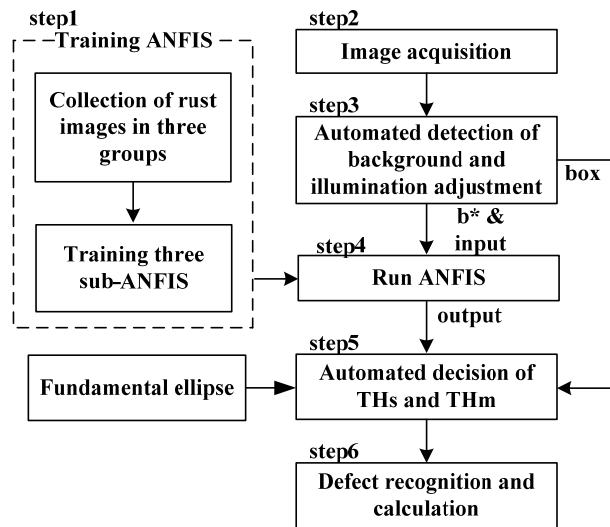 step1
Training ANFIS
Collection of rust
images in three
groups
Training three
sub-ANFIS
step2
Image acquisition
step3
Automated detection of
background and
illumination adjustment
box
b* &
input
step4
Run ANFIS
output
step5
Fundamental ellipse
Automated decision of
THs and THm
step6
Defect recognition and
calculation